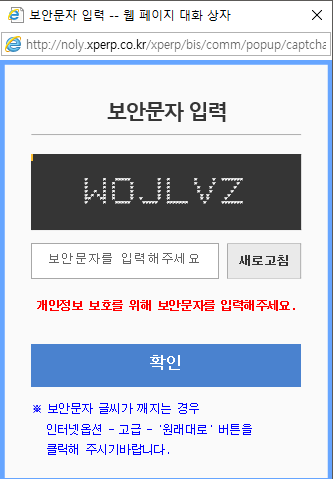 보안문자 입력 -- 웹 페이지 대화 상자
http://noly.xperp.co.kr/xperp/bis/comm/popup/captcha
보안문자 입력
WOJLVZ
보안문자를 입력해주세요
새로고침
개인정보 보호를 위해 보안문자를 입력해주세요.
확인
※ 보안문자 글씨가 깨지는 경우
인터넷옵션 - 고급 - '원래대로' 버튼을
클릭해 주시기바랍니다.